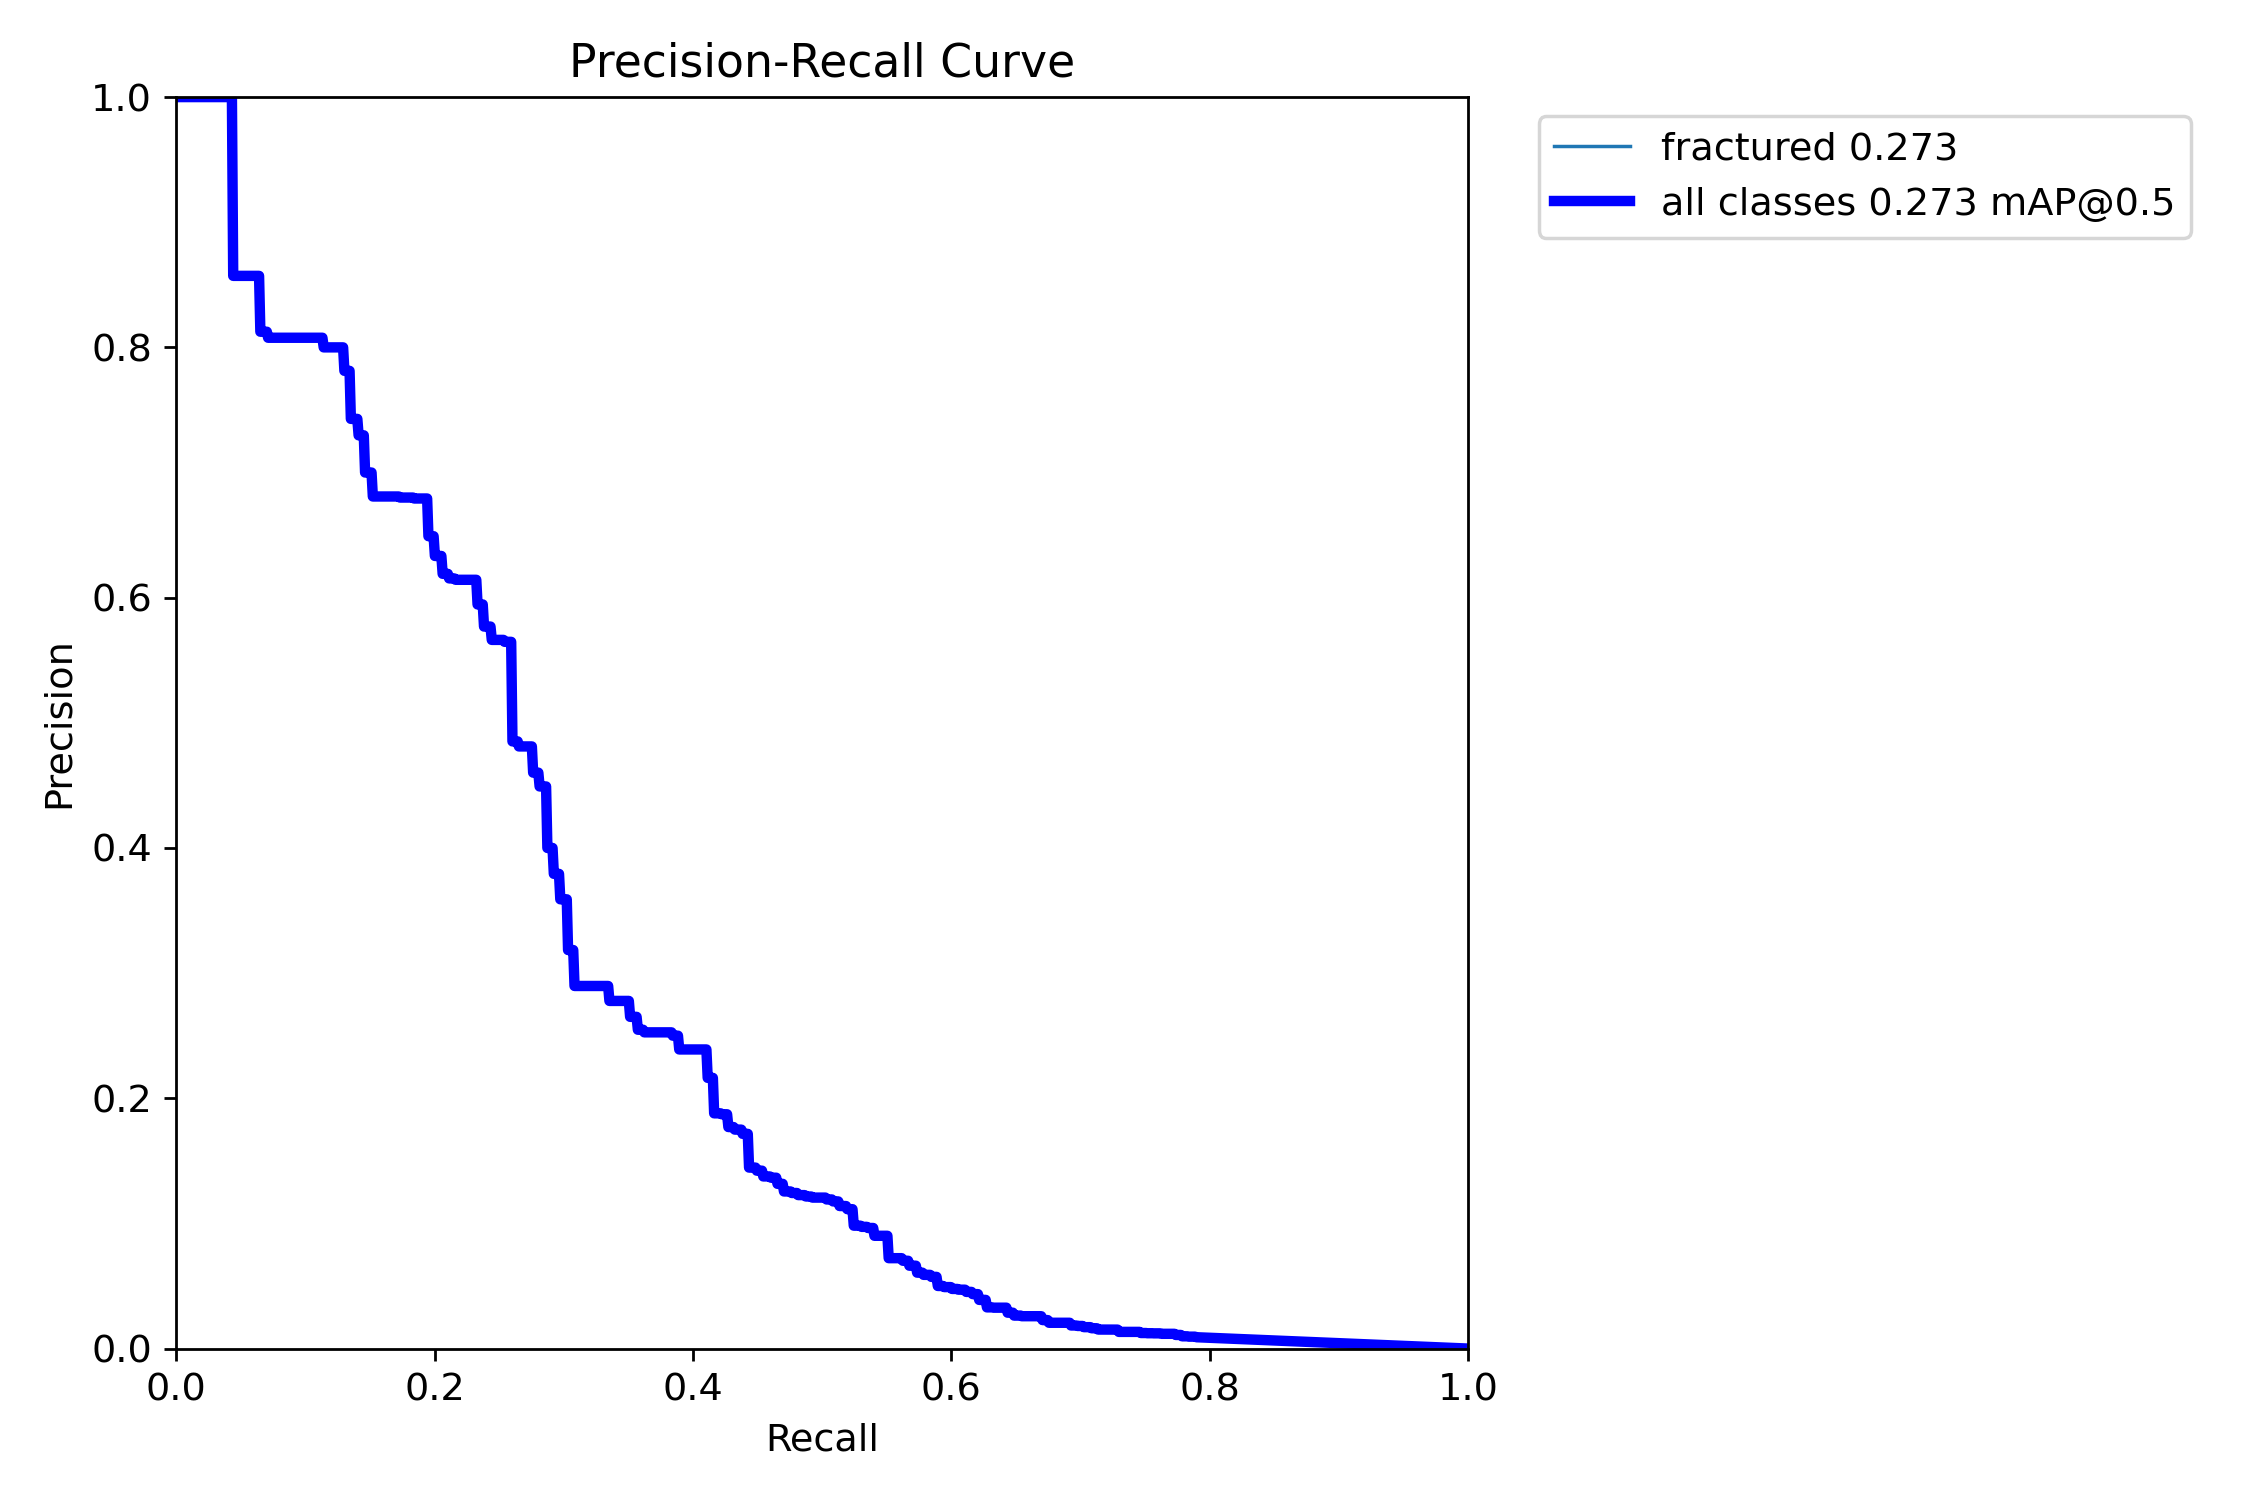 Precision-Recall Curve
1.0
0.8
0.6
0.4
0.2
0.0
Precision
0.0 0.2 0.4 0.6 0.8 1.0
Recall
fractured 0.273
all classes 0.273 mAP@0.5